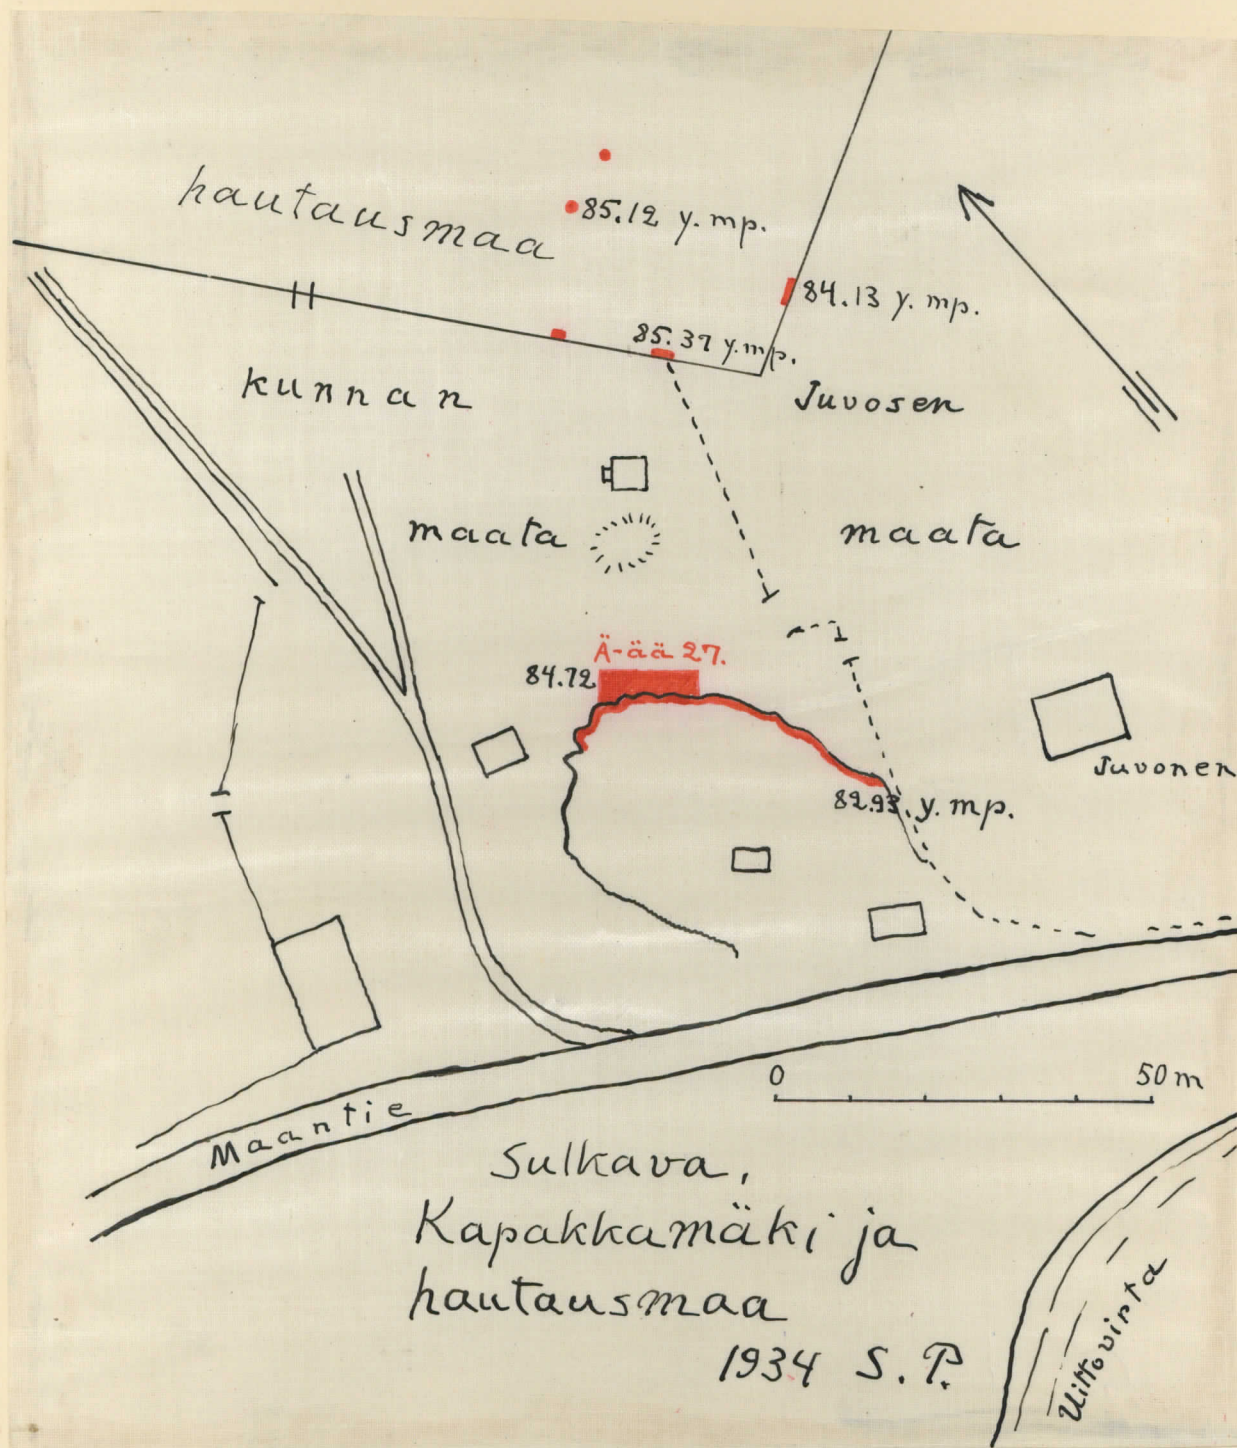 hautausmaa
85.12 y. mp.
84.13 y. mp.
85.37 y. mp.
kunnan
Juvosen
maata
maata
Ä-ää 27.
84.72
Juvonen
82.93 y. mp.
0 50 m
Maantie
Sulkava,
Kapakkamäki ja
hautausmaa
1934 S. P.
Uittovirta